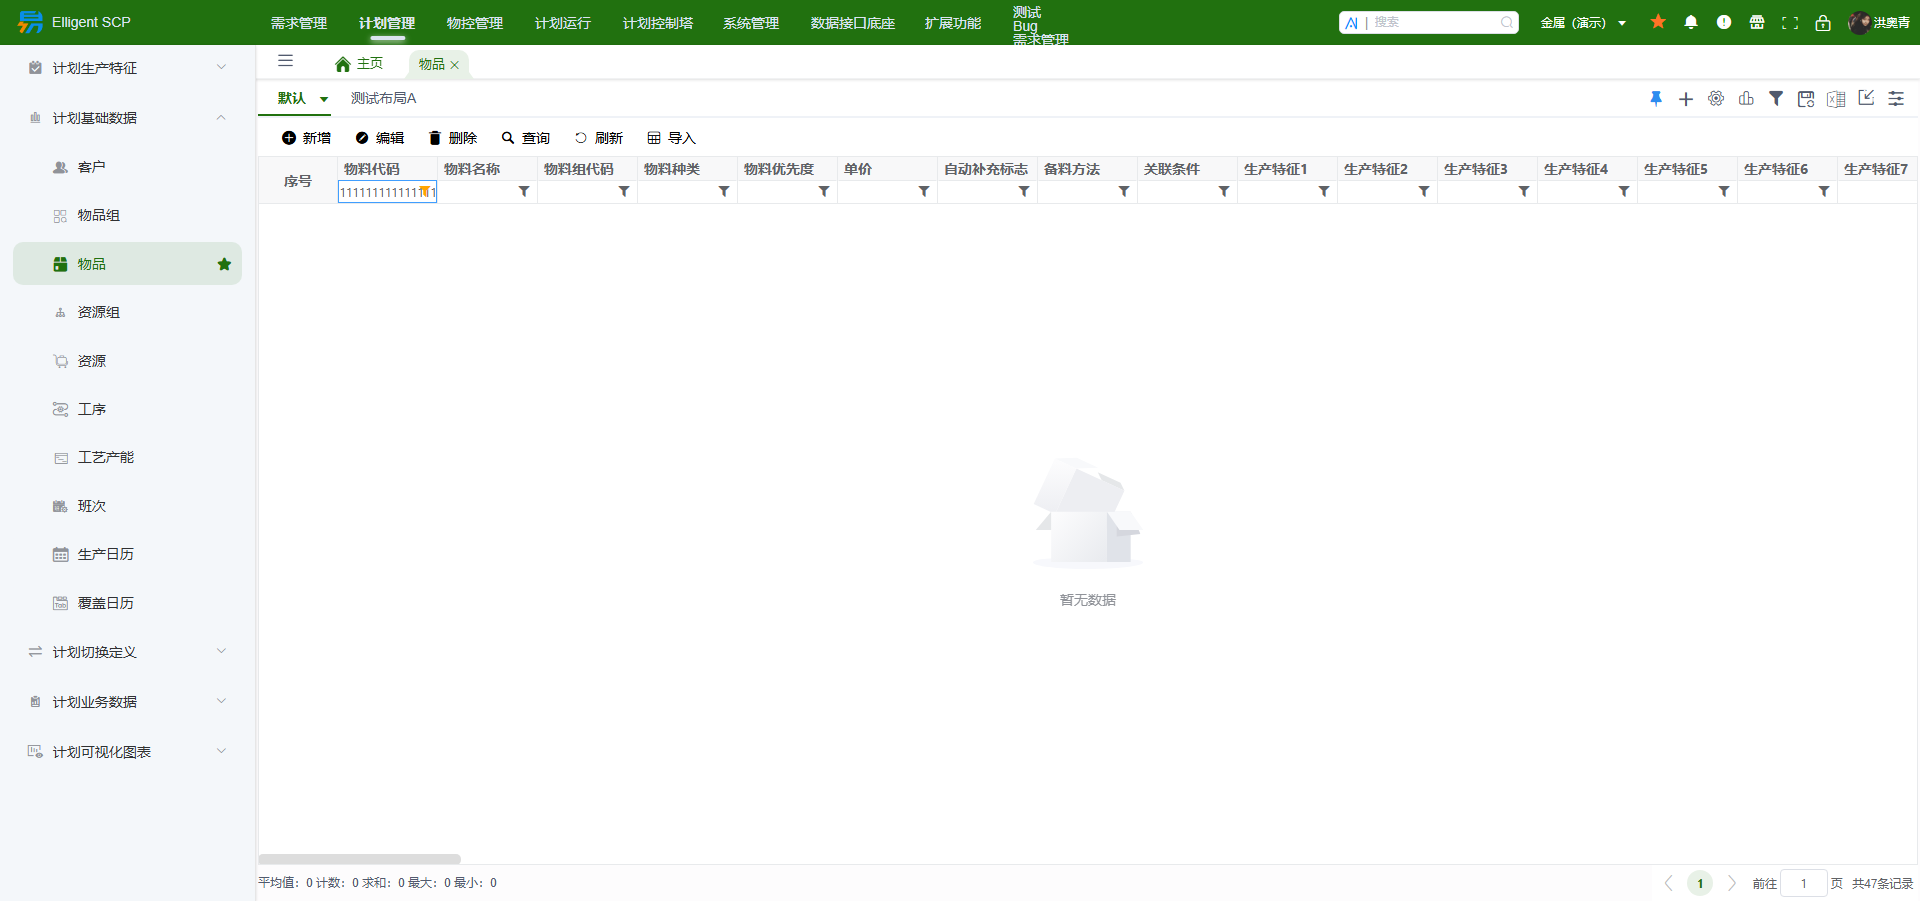 Elligent SCP
需求管理
计划管理
物控管理
计划运行
计划控制塔
系统管理
数据接口底座
扩展功能
测试
Bug
需求管理
AI | 搜索
金属（演示）
洪奥青
计划生产特征
计划基础数据
客户
物品组
物品
资源组
资源
工序
工艺产能
班次
生产日历
覆盖日历
计划切换定义
计划业务数据
计划可视化图表
主页
物品
默认
测试布局A
新增
编辑
删除
查询
刷新
导入
序号
物料代码
物料名称
物料组代码
物料种类
物料优先度
单价
自动补充标志
备料方法
关联条件
生产特征1
生产特征2
生产特征3
生产特征4
生产特征5
生产特征6
生产特征7
暂无数据
平均值：0 计数：0 求和：0 最大：0 最小：0
1
前往 1 页 共47条记录